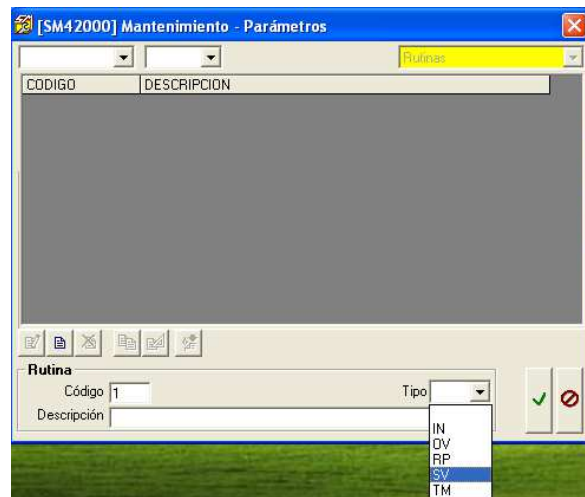 [SM42000] Mantenimiento - Parámetros
Rutinas
CODIGO DESCRIPCION
Rutina
Código 1 Tipo
Descripción
IN
OV
RP
SV
TM